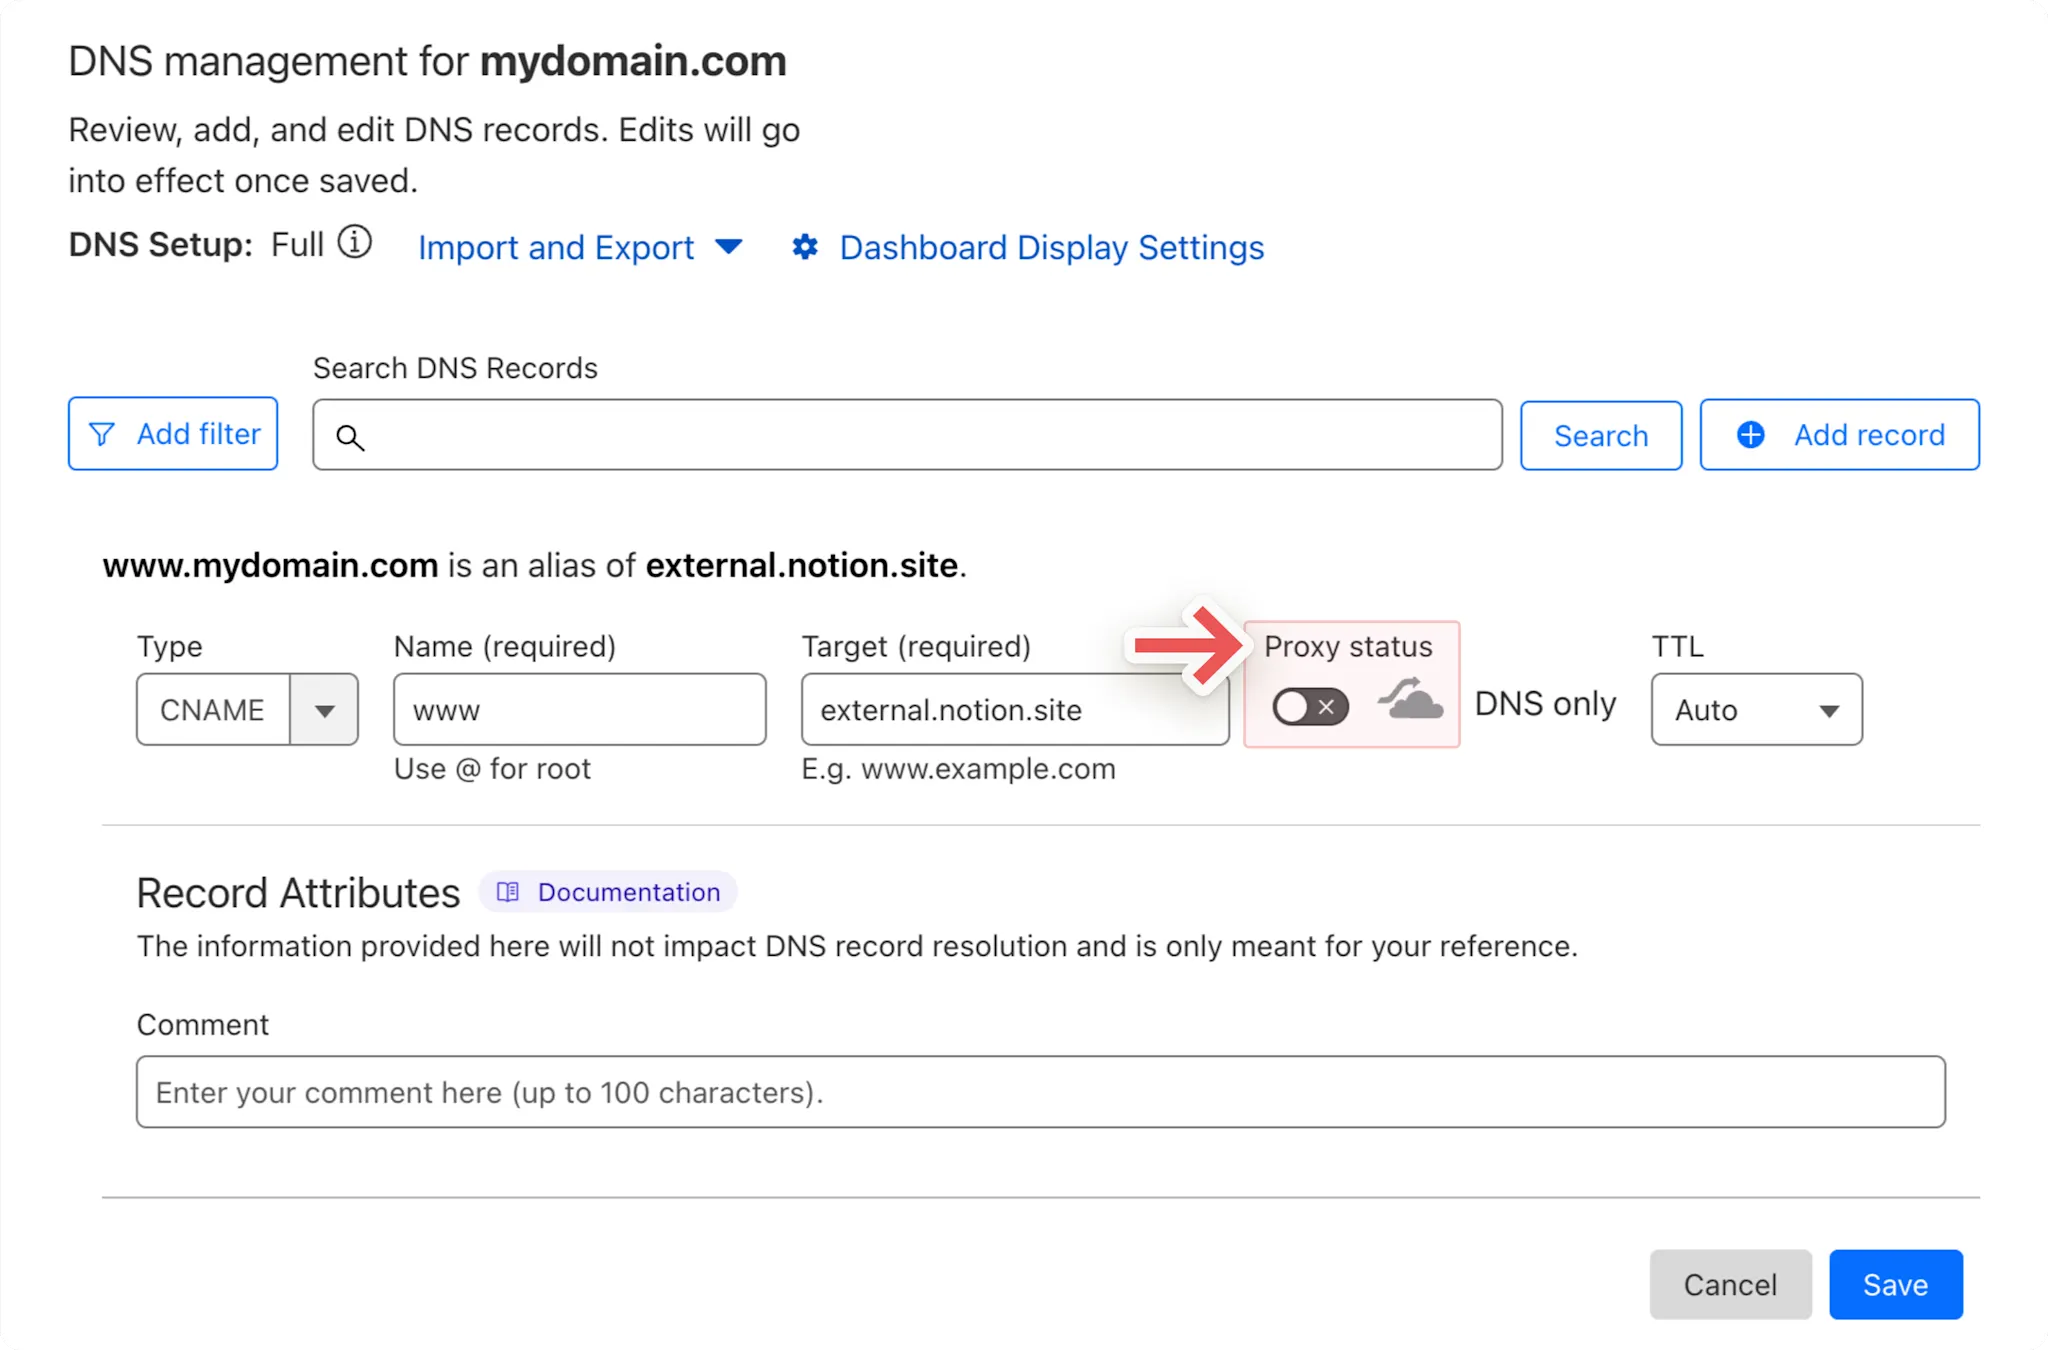 DNS management for mydomain.com
Review, add, and edit DNS records. Edits will go
into effect once saved.
DNS Setup: Full Import and Export Dashboard Display Settings
Search DNS Records
Add filter Search Add record
www.mydomain.com is an alias of external.notion.site.
Type Name (required) Target (required) Proxy status TTL
CNAME www external.notion.site DNS only Auto
Use @ for root E.g. www.example.com
Record Attributes Documentation
The information provided here will not impact DNS record resolution and is only meant for your reference.
Comment
Enter your comment here (up to 100 characters).
Cancel Save